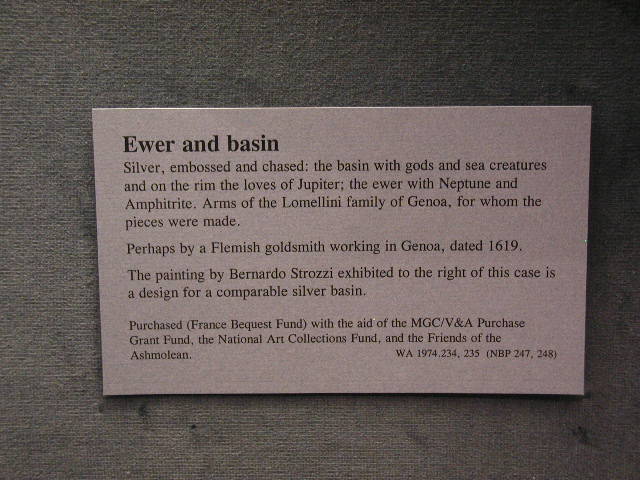 Ewer and basin
Silver, embossed and chased: the basin with gods and sea creatures
and on the rim the loves of Jupiter; the ewer with Neptune and
Amphitrite. Arms of the Lomellini family of Genoa, for whom the
pieces were made.
Perhaps by a Flemish goldsmith working in Genoa, dated 1619.
The painting by Bernardo Strozzi exhibited to the right of this case is
a design for a comparable silver basin.
Purchased (France Bequest Fund) with the aid of the MGC/V&A Purchase
Grant Fund, the National Art Collections Fund, and the Friends of the
Ashmolean. WA 1974.234, 235 (NBP 247, 248)